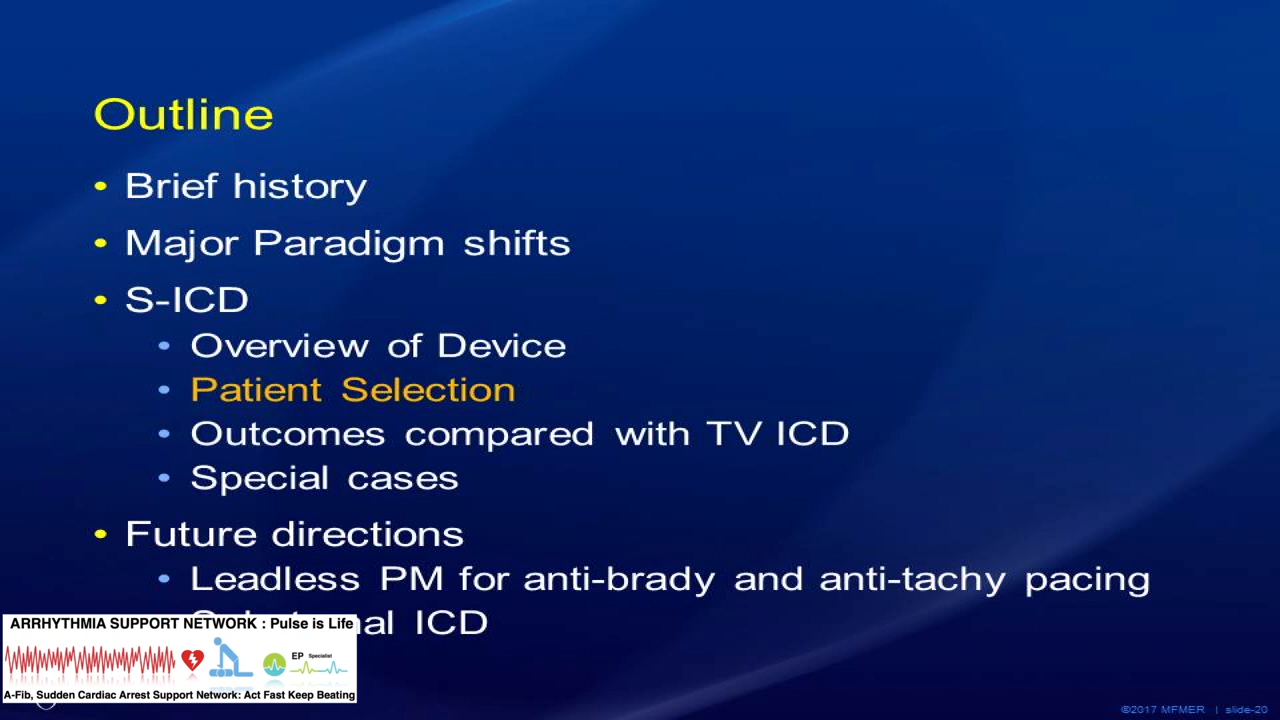 Outline
• Brief history
• Major Paradigm shifts
• S-ICD
• Overview of Device
• Patient Selection
• Outcomes compared with TV ICD
• Special cases
• Future directions
• Leadless PM for anti-brady and anti-tachy pacing
ICD
ARRHYTHMIA SUPPORT NETWORK : Pulse is Life
EP Specialist
A-Fib, Sudden Cardiac Arrest Support Network: Act Fast Keep Beating
©2017 MFMER | slide-20